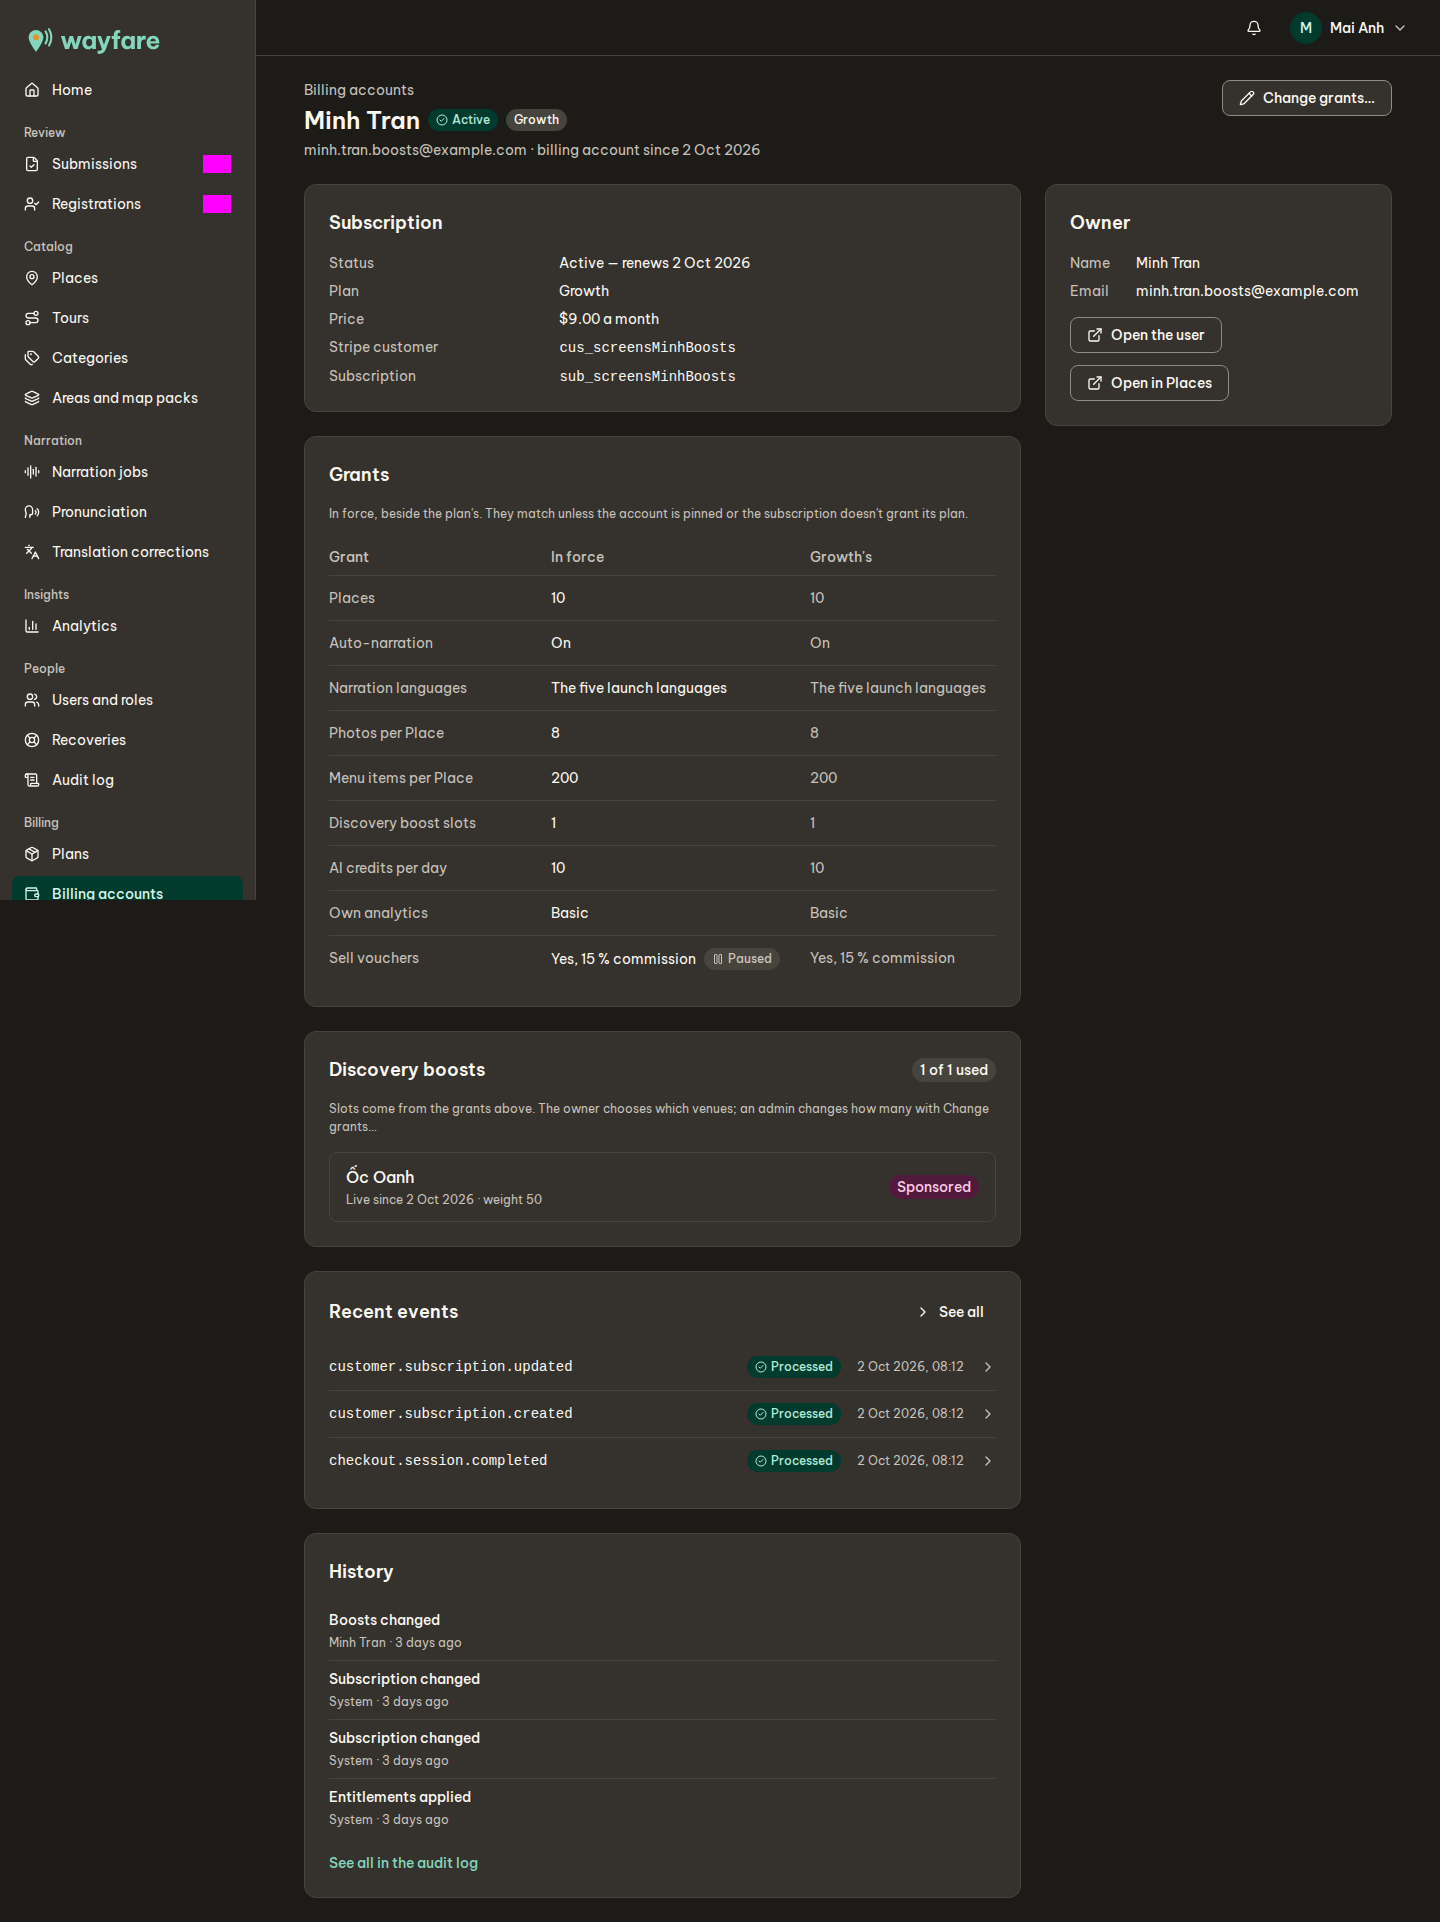 wayfare
M
Mai Anh
Home
Review
Submissions
Registrations
Catalog
Places
Tours
Categories
Areas and map packs
Narration
Narration jobs
Pronunciation
Translation corrections
Insights
Analytics
People
Users and roles
Recoveries
Audit log
Billing
Plans
Billing accounts
Billing accounts
Minh Tran
Active
Growth
minh.tran.boosts@example.com · billing account since 2 Oct 2026
Change grants…
Subscription
Status Active — renews 2 Oct 2026
Plan Growth
Price $9.00 a month
Stripe customer cus_screensMinhBoosts
Subscription sub_screensMinhBoosts
Owner
Name Minh Tran
Email minh.tran.boosts@example.com
Open the user
Open in Places
Grants
In force, beside the plan's. They match unless the account is pinned or the subscription doesn't grant its plan.
Grant In force Growth's
Places 10 10
Auto-narration On On
Narration languages The five launch languages The five launch languages
Photos per Place 8 8
Menu items per Place 200 200
Discovery boost slots 1 1
AI credits per day 10 10
Own analytics Basic Basic
Sell vouchers Yes, 15 % commission Paused Yes, 15 % commission
Discovery boosts
1 of 1 used
Slots come from the grants above. The owner chooses which venues; an admin changes how many with Change
grants…
Ốc Oanh
Live since 2 Oct 2026 · weight 50
Sponsored
Recent events
See all
customer.subscription.updated Processed 2 Oct 2026, 08:12
customer.subscription.created Processed 2 Oct 2026, 08:12
checkout.session.completed Processed 2 Oct 2026, 08:12
History
Boosts changed
Minh Tran · 3 days ago
Subscription changed
System · 3 days ago
Subscription changed
System · 3 days ago
Entitlements applied
System · 3 days ago
See all in the audit log